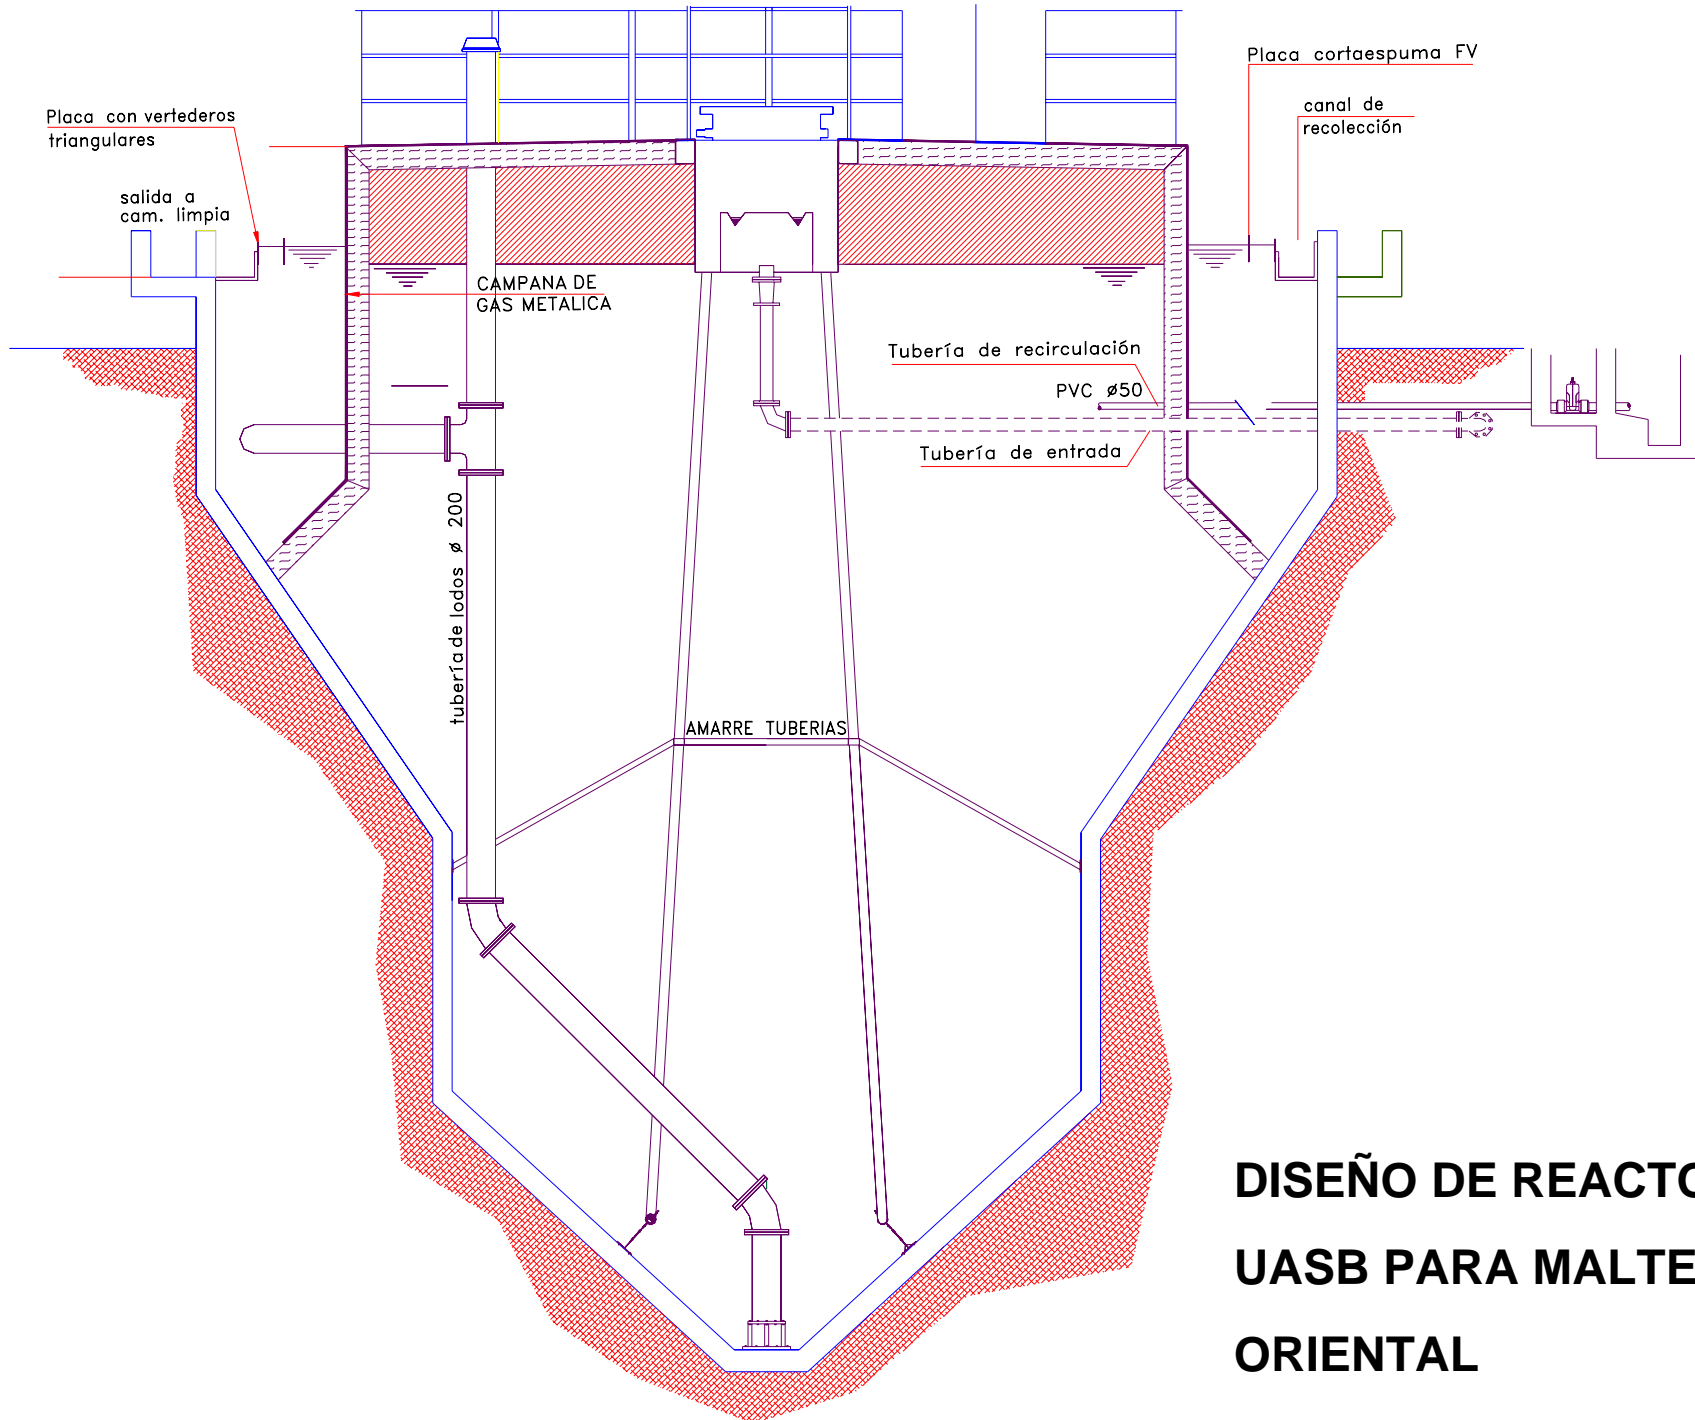 Placa cortaespuma FV
canal de
recolección
Placa con vertederos
triangulares
salida a
cam. limpia
CAMPANA DE
GAS METALICA
Tubería de recirculación
PVC ø50
Tubería de entrada
tubería de lodos ø 200
AMARRE TUBERIAS
DISEÑO DE REACTO
UASB PARA MALTE
ORIENTAL